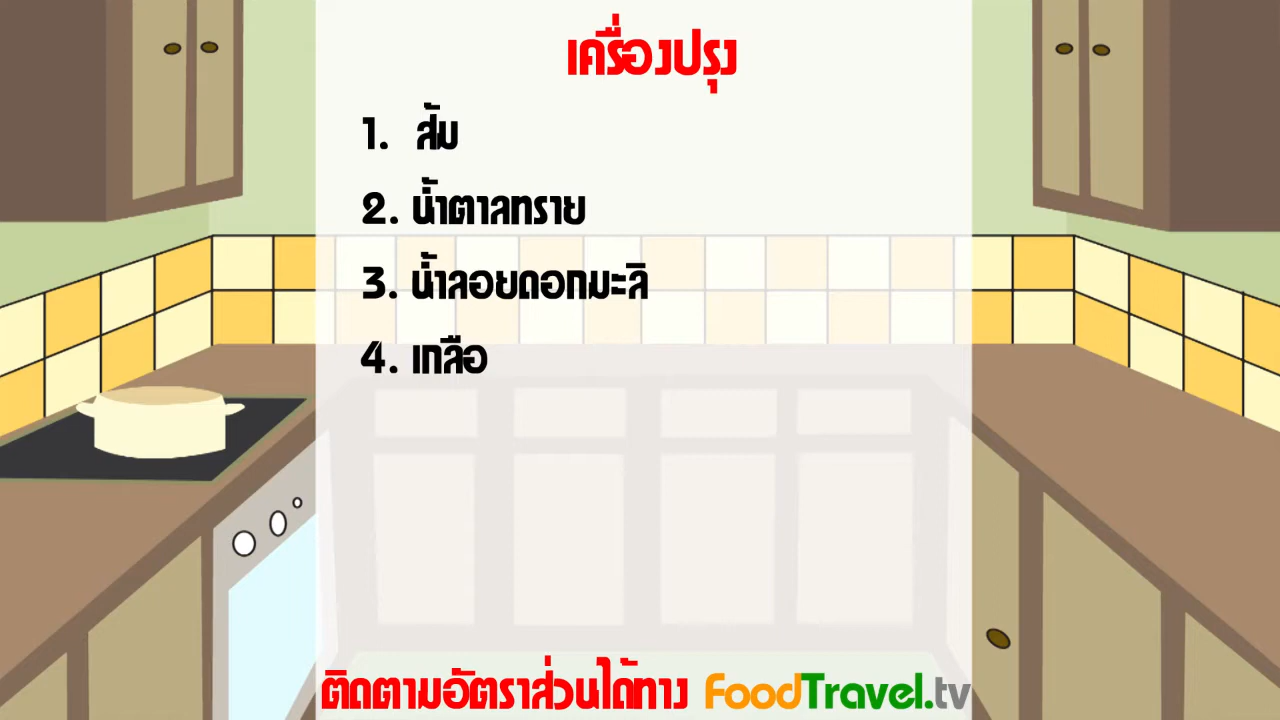 เครื่องปรุง
1. ส้ม
2. น้ำตาลทราย
3. น้ำลอยดอกมะลิ
4. เกลือ
ติดตามอัตราส่วนได้ทาง FoodTravel.tv